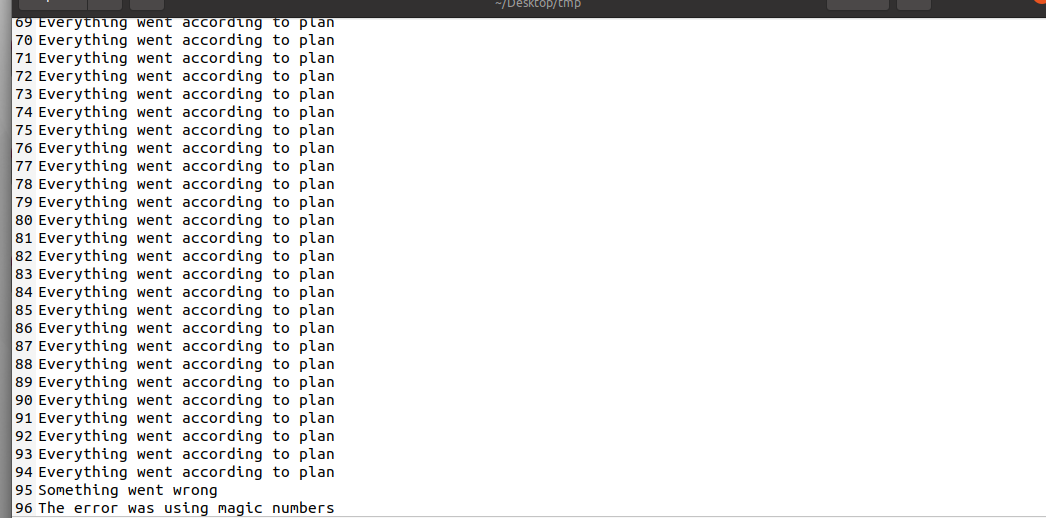 ~/Desktop/tmp
69 Everything went according to plan
70 Everything went according to plan
71 Everything went according to plan
72 Everything went according to plan
73 Everything went according to plan
74 Everything went according to plan
75 Everything went according to plan
76 Everything went according to plan
77 Everything went according to plan
78 Everything went according to plan
79 Everything went according to plan
80 Everything went according to plan
81 Everything went according to plan
82 Everything went according to plan
83 Everything went according to plan
84 Everything went according to plan
85 Everything went according to plan
86 Everything went according to plan
87 Everything went according to plan
88 Everything went according to plan
89 Everything went according to plan
90 Everything went according to plan
91 Everything went according to plan
92 Everything went according to plan
93 Everything went according to plan
94 Everything went according to plan
95 Something went wrong
96 The error was using magic numbers